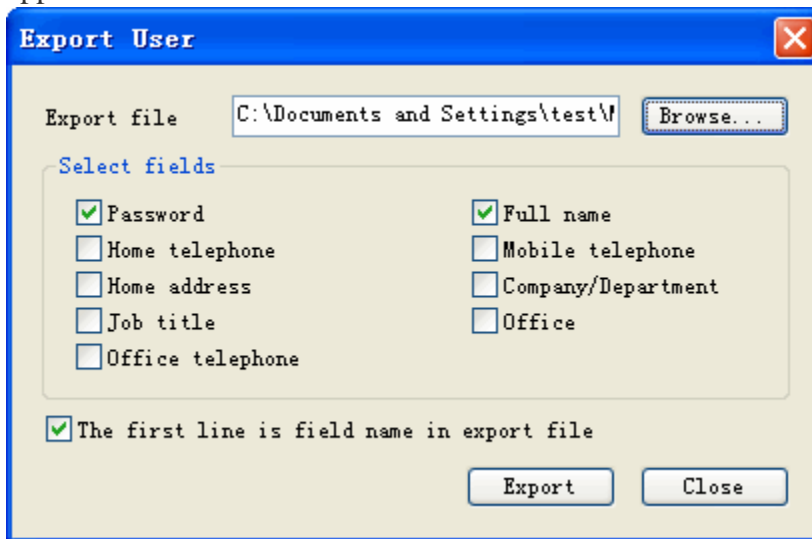 Export User
Export file C:\Documents and Settings\test\ Browse...
Select fields
Password Full name
Home telephone Mobile telephone
Home address Company/Department
Job title Office
Office telephone
The first line is field name in export file
Export Close